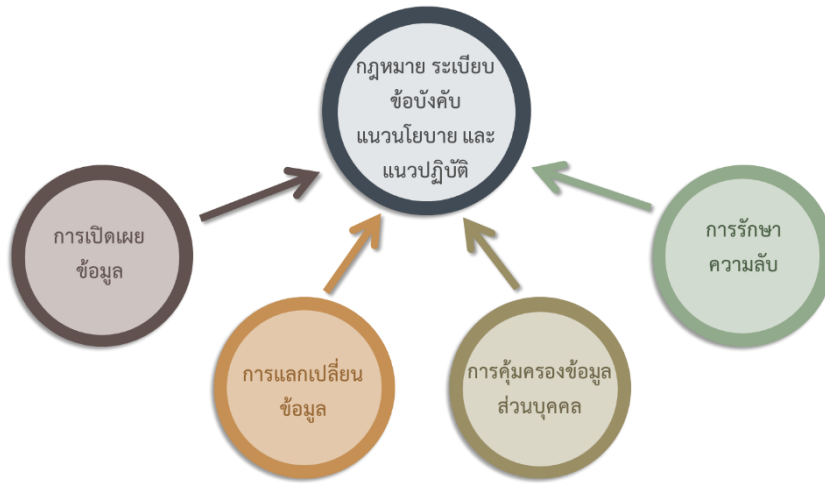 กฎหมาย ระเบียบ
ข้อบังคับ
แนวนโยบาย และ
แนวปฏิบัติ
การเปิดเผย
ข้อมูล
การแลกเปลี่ยน
ข้อมูล
การคุ้มครองข้อมูล
ส่วนบุคคล
การรักษา
ความลับ